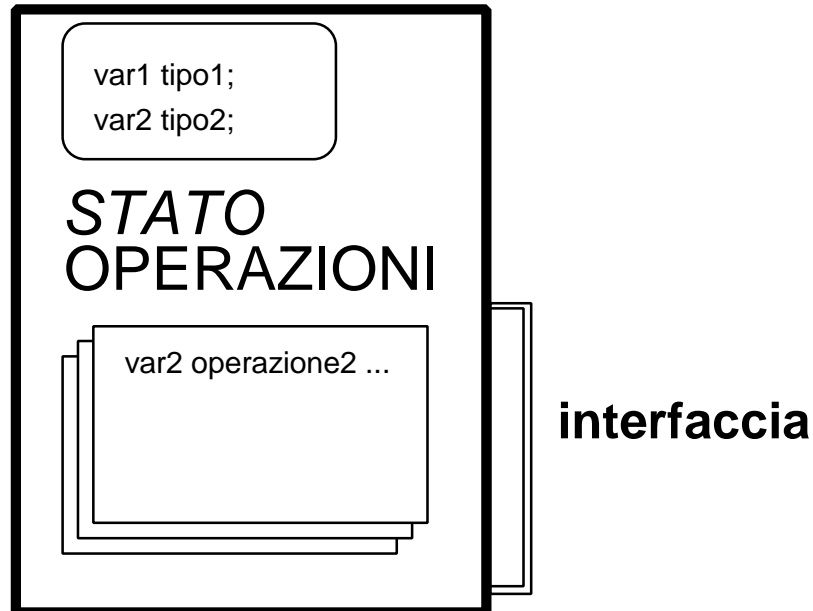 var1 tipo1;
var2 tipo2;
STATO
OPERAZIONI
var2 operazione2 ...
interfaccia